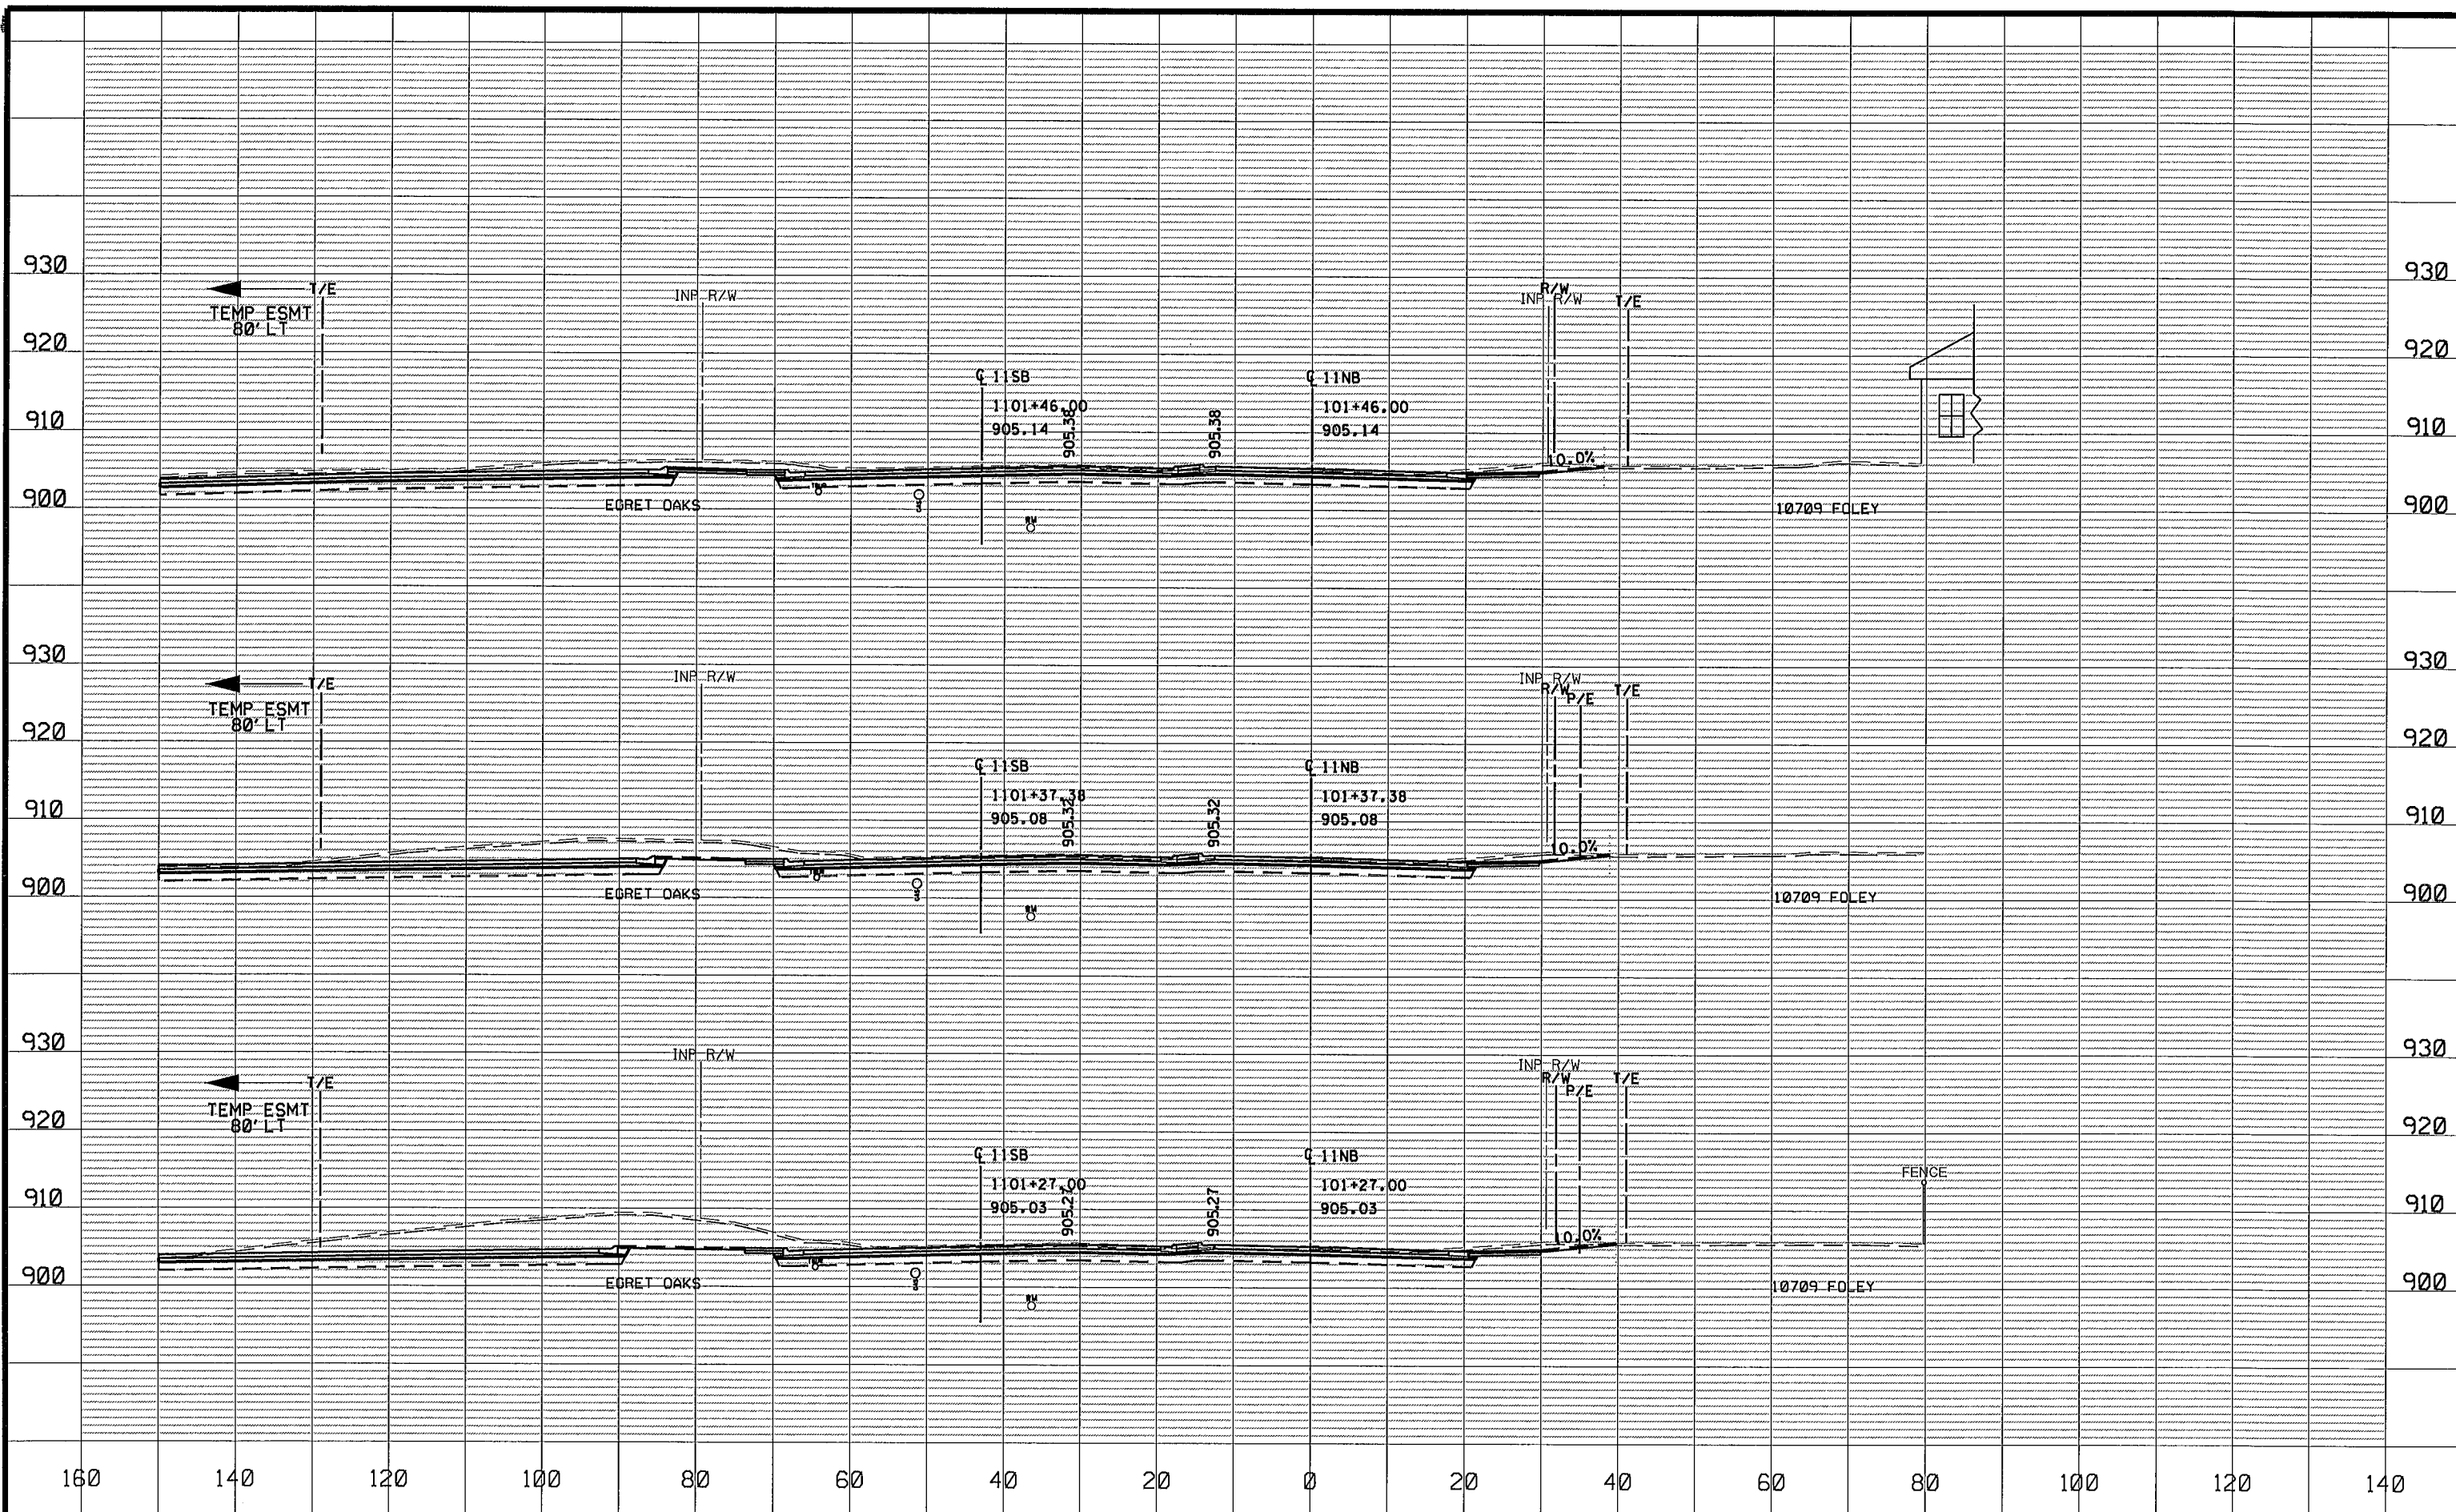 930
T/E
INP R/W
R/W
INP R/W
T/E
930
TEMP ESMT
80' LT
920
920
℄ 11SB
℄ 11NB
1101+46.00
101+46.00
910
905.14
905.38
905.38
905.14
910
10.0%
900
EGRET OAKS
10709 FOLEY
900
930
T/E
INP R/W
INP R/W
R/W
P/E
T/E
930
TEMP ESMT
80' LT
920
920
℄ 11SB
℄ 11NB
1101+37.38
101+37.38
910
905.08
905.32
905.32
905.08
910
10.0%
900
EGRET OAKS
10709 FOLEY
900
930
T/E
INP R/W
INP R/W
R/W
P/E
T/E
930
TEMP ESMT
80' LT
920
920
℄ 11SB
℄ 11NB
FENCE
1101+27.00
101+27.00
910
905.03
905.27
905.27
905.03
910
10.0%
900
EGRET OAKS
10709 FOLEY
900
160 140 120 100 80 60 40 20 0 20 40 60 80 100 120 140